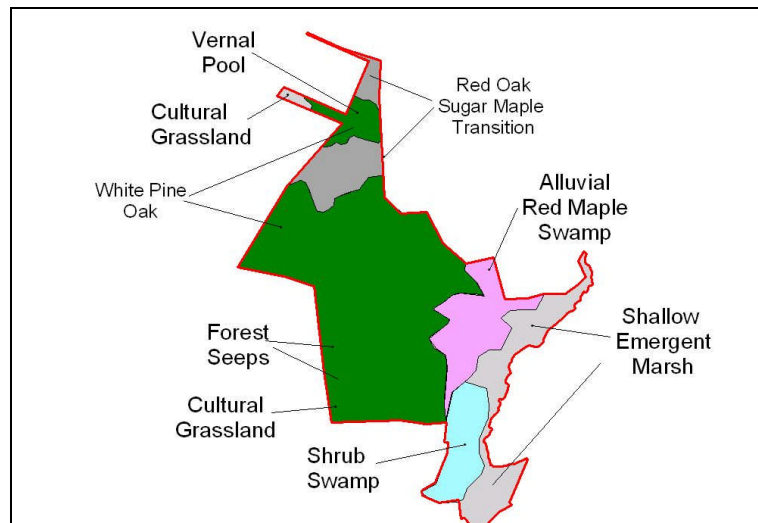 Vernal
Pool
Red Oak
Sugar Maple
Transition
Cultural
Grassland
White Pine
Oak
Alluvial
Red Maple
Swamp
Shallow
Emergent
Marsh
Forest
Seeps
Cultural
Grassland
Shrub
Swamp